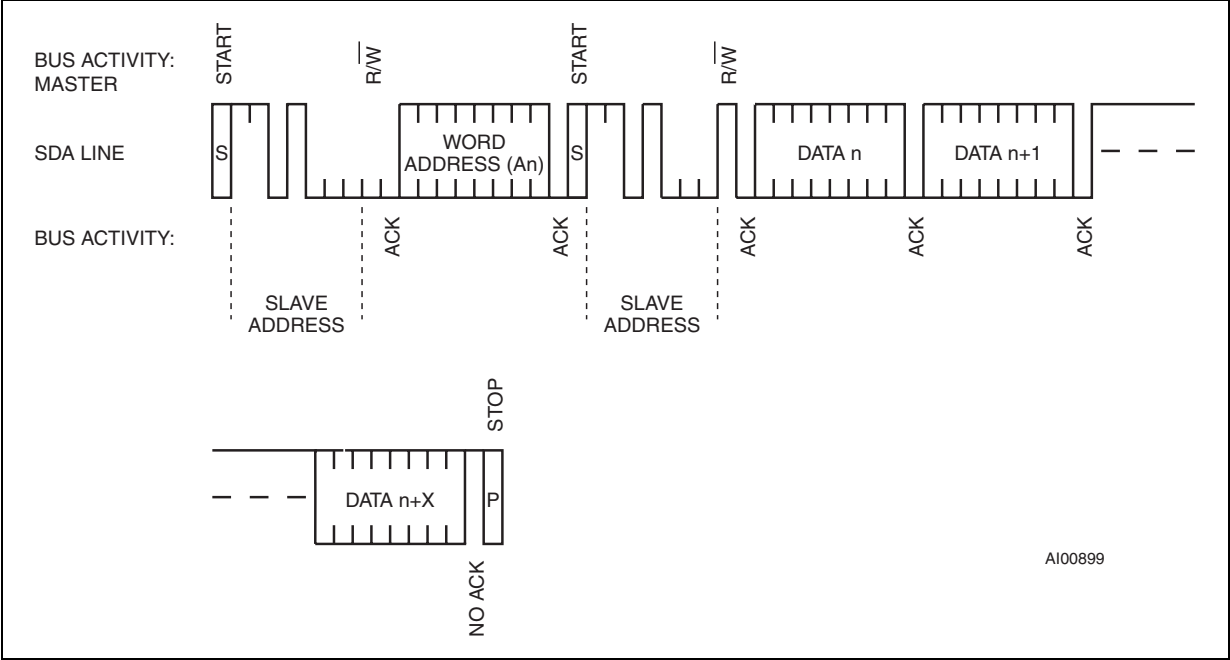 BUS ACTIVITY:
MASTER
START
R/W̅
START
R/W̅
SDA LINE
S
WORD
ADDRESS (An)
S
DATA n
DATA n+1
BUS ACTIVITY:
ACK
ACK
ACK
ACK
ACK
SLAVE
ADDRESS
SLAVE
ADDRESS
STOP
DATA n+X
P
NO ACK
AI00899